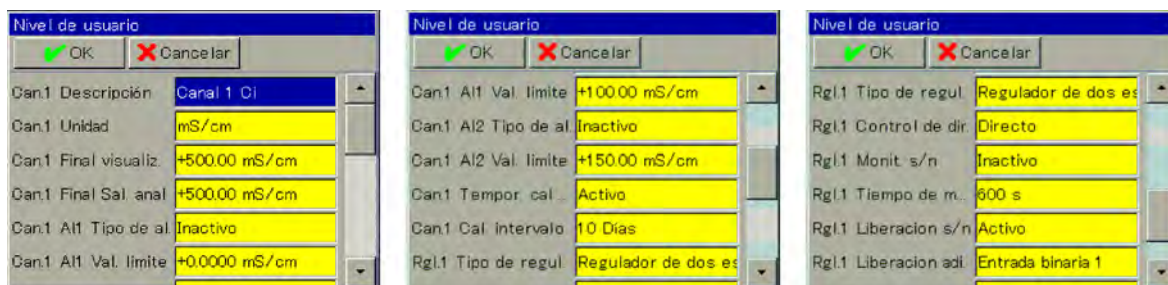 Nivel de usuario
OK Cancelar
Can.1 Descripción Canal 1 Ci
Can.1 Unidad mS/cm
Can.1 Final visualiz. +500.00 mS/cm
Can.1 Final Sal. anal +500.00 mS/cm
Can.1 Al1 Tipo de al. Inactivo
Can.1 Al1 Val. límite +0.0000 mS/cm
Nivel de usuario
OK Cancelar
Can.1 Al1 Val. límite +100.00 mS/cm
Can.1 Al2 Tipo de al. Inactivo
Can.1 Al2 Val. límite +150.00 mS/cm
Can.1 Tempor. cal... Activo
Can.1 Cal. intervalo 10 Días
Rgl.1 Tipo de regul. Regulador de dos es
Nivel de usuario
OK Cancelar
Rgl.1 Tipo de regul. Regulador de dos es
Rgl.1 Control de dir. Directo
Rgl.1 Monit. s/n Inactivo
Rgl.1 Tiempo de m... 600 s
Rgl.1 Liberacion s/n Activo
Rgl.1 Liberacion adi. Entrada binaria 1